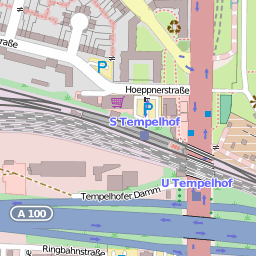 straße
P
Hoeppnerstraße
P
S Tempelhof
U Tempelhof
Tempelhofer Damm
A 100
Ringbahnstraße